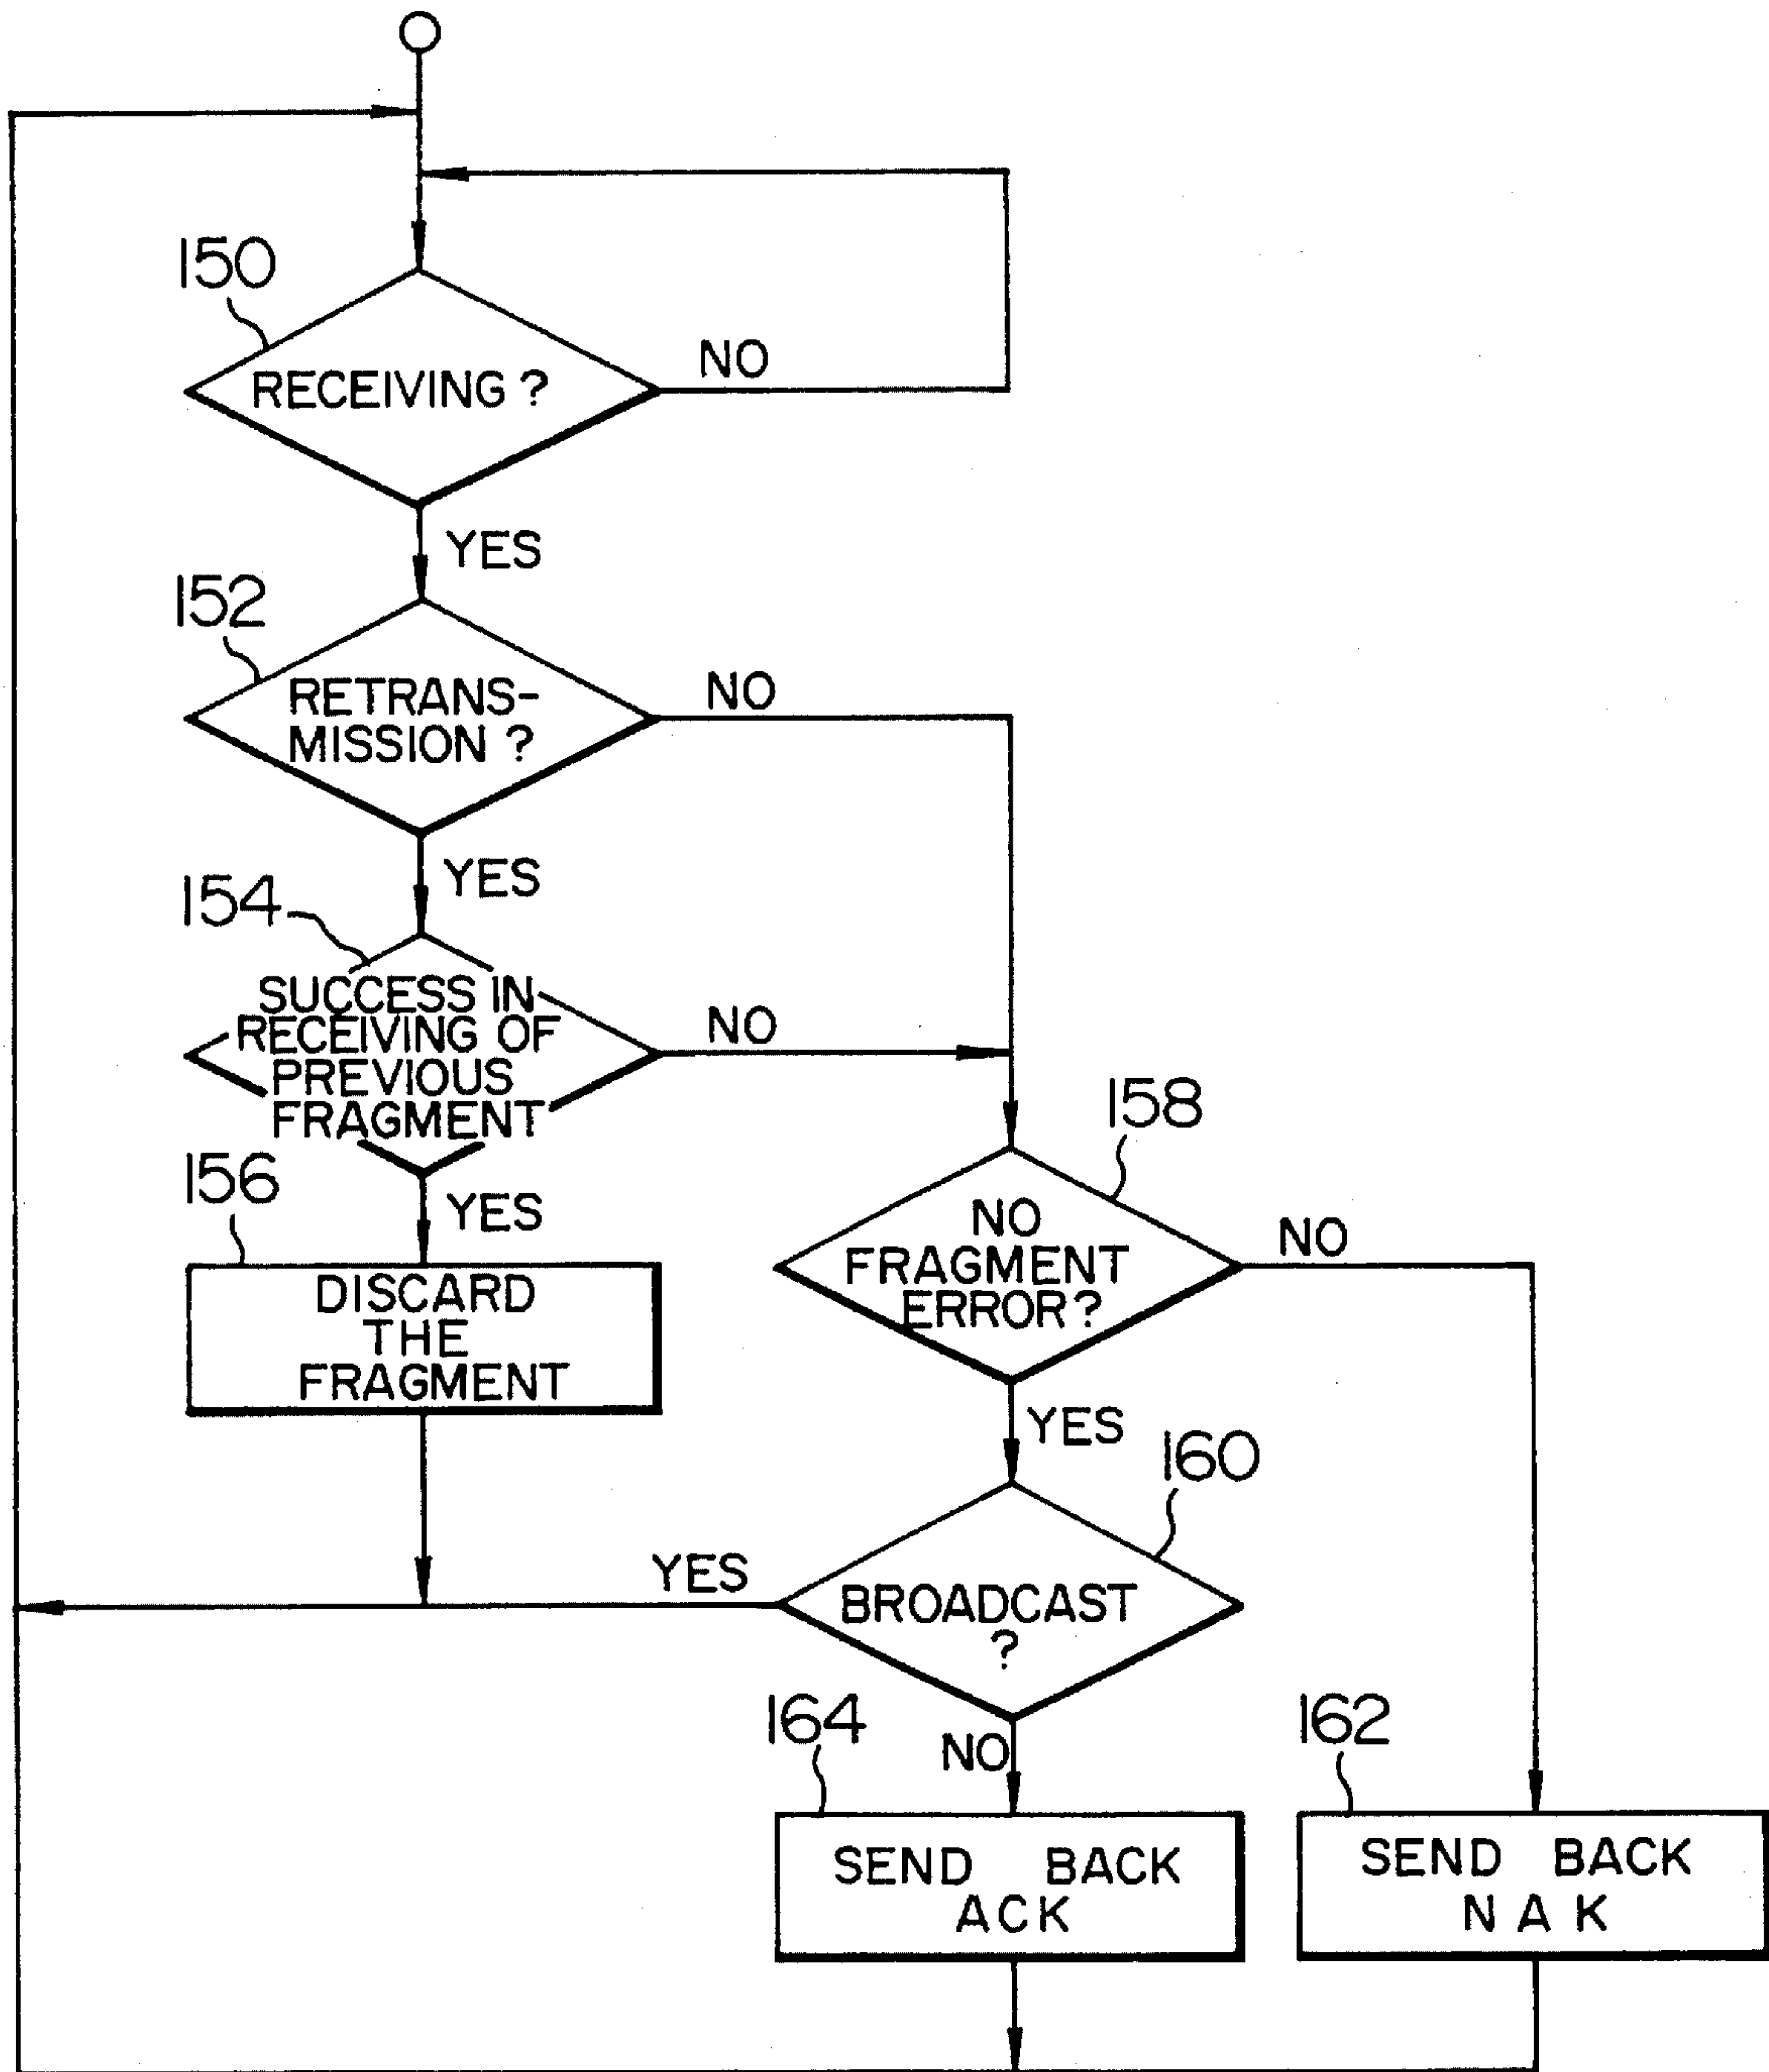 150
RECEIVING ?
NO
YES
152
RETRANS-
MISSION ?
NO
YES
154
SUCCESS IN
RECEIVING OF
PREVIOUS
FRAGMENT
NO
YES
156
DISCARD
THE
FRAGMENT
158
NO
FRAGMENT
ERROR ?
NO
YES
160
BROADCAST
?
YES
NO
164
SEND BACK
ACK
162
SEND BACK
NAK